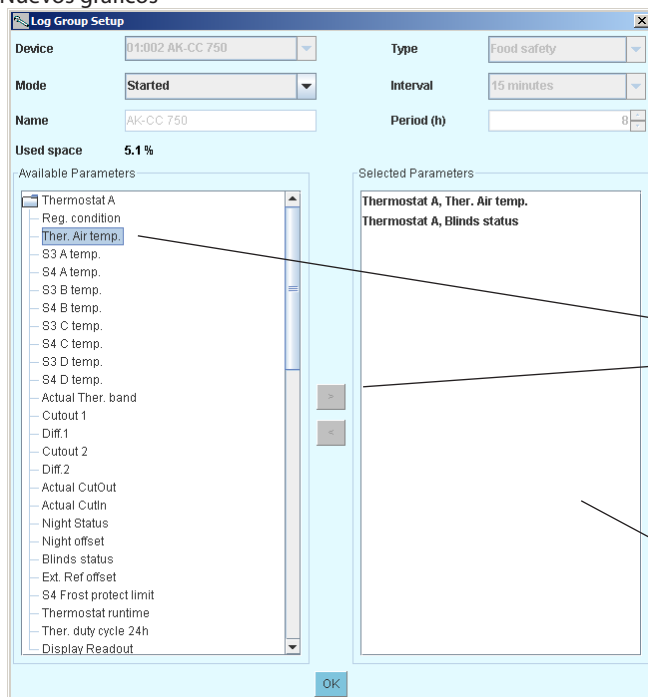 Nuevos gráficos
Log Group Setup
Device 01:002 AK-CC 750 Type Food safety
Mode Started Interval 15 minutes
Name AK-CC 750 Period (h) 8
Used space 5.1 %
Available Parameters
Thermostat A
Reg. condition
Ther. Air temp.
S3 A temp.
S4 A temp.
S3 B temp.
S4 B temp.
S3 C temp.
S4 C temp.
S3 D temp.
S4 D temp.
Actual Ther. band
Cutout 1
Diff.1
Cutout 2
Diff.2
Actual CutOut
Actual CutIn
Night Status
Night offset
Blinds status
Ext. Ref offset
S4 Frost protect limit
Thermostat runtime
Ther. duty cycle 24h
Display Readout
>
<
Selected Parameters
Thermostat A, Ther. Air temp.
Thermostat A, Blinds status
OK